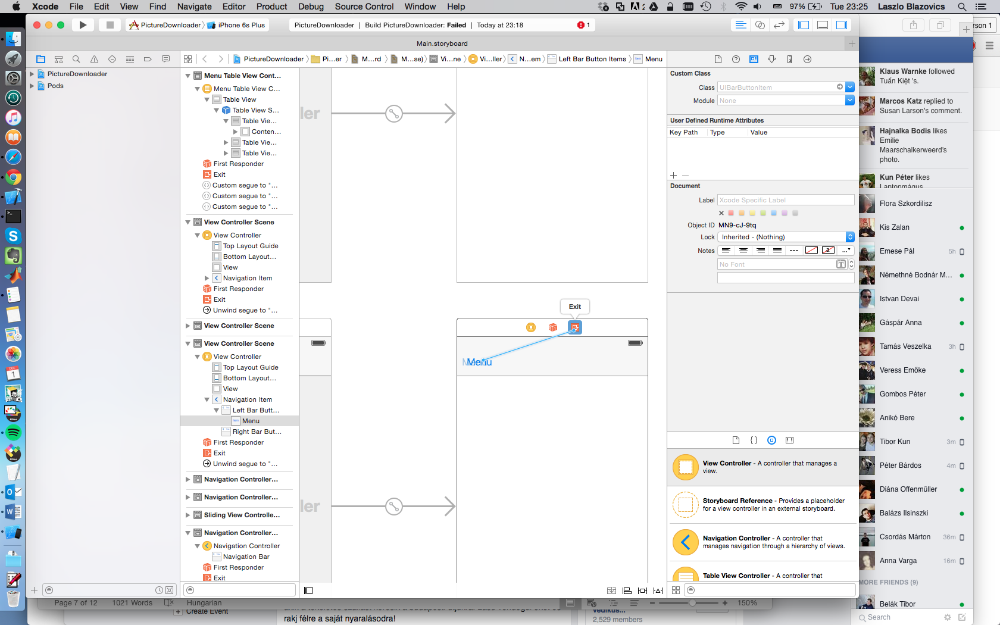 Xcode File Edit View Find Navigate Editor Product Debug Source Control Window Help 2 97% Tue 23:25 Laszlo Blazovics
PictureDownloader iPhone 6s Plus PictureDownloader | Build PictureDownloader: Failed | Today at 23:18 1 rson 1
Main.storyboard
PictureDownloader Pi...er M...rd M...se) Vi...ne Vi...ller N...em Left Bar Button Items Menu
PictureDownloader
Pods
Menu Table View Cont...
Menu Table View C...
Table View
Table View S...
Table Vie...
Conten...
Table Vie...
Table Vie...
First Responder
Exit
Custom segue to "...
Custom segue to "...
Custom segue to "...
View Controller Scene
View Controller
Top Layout Guide
Bottom Layout...
View
Navigation Item
First Responder
Exit
Unwind segue to "...
View Controller Scene
View Controller Scene
View Controller
Top Layout Guide
Bottom Layout...
View
Navigation Item
Left Bar Butt...
Menu
Right Bar But...
First Responder
Exit
Unwind segue to "...
Navigation Controller...
Navigation Controller...
Sliding View Controlle...
Navigation Controller...
Navigation Controller
Navigation Bar
First Responder
Exit
ller
Exit
Menu
ller
Custom Class
Class UIBarButtonItem
Module None
User Defined Runtime Attributes
Key Path Type Value
Document
Label Xcode Specific Label
Object ID MN9-cJ-9tq
Lock Inherited - (Nothing)
Notes
No Font
View Controller - A controller that manages a
view.
Storyboard Reference - Provides a placeholder
for a view controller in an external storyboard.
Navigation Controller - A controller that
manages navigation through a hierarchy of views.
Table View Controller - A controller that
Klaus Warnke followed
Tuấn Kiệt 's.
Marcos Katz replied to
Susan Larson's comment.
Hajnalka Bodis likes
Emilie
Maarschalkerweerd's
photo.
Kun Péter likes
Laptopmágus
Flora Szkordilisz
Kis Zalan
Emese Pál 5h
Némethné Bodnár M...
Istvan Devai
Gáspár Anna
Tamás Veszelka 3h
Veress Emőke
Gombos Péter
Anikó Bere
Tibor Kun 3m
Péter Bárdos 4m
Diána Offenmüller
Balázs Ilsinszki
Csordás Márton 36m
Anna Varga 16m
MORE FRIENDS (9)
Belák Tibor
Search
Page 7 of 12 1021 Words Hungarian 150%
Create Event
rakj félre a saját nyaralásodra!
2,529 members